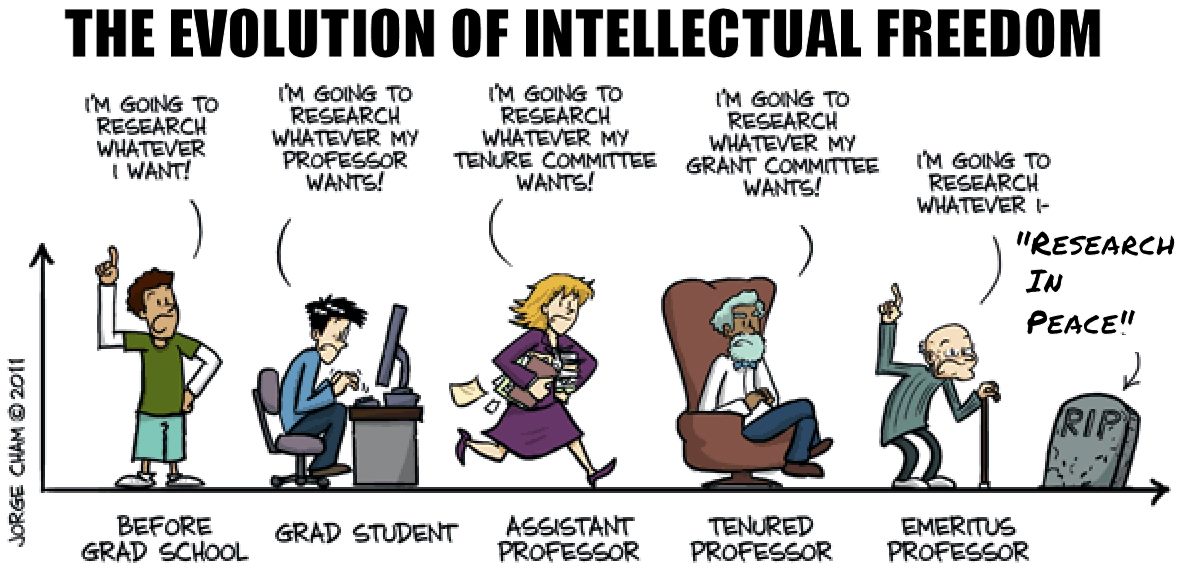 THE EVOLUTION OF INTELLECTUAL FREEDOM
I'M GOING TO
RESEARCH
WHATEVER
I WANT!
I'M GOING TO
RESEARCH
WHATEVER MY
PROFESSOR
WANTS!
I'M GOING TO
RESEARCH
WHATEVER MY
TENURE COMMITTEE
WANTS!
I'M GOING TO
RESEARCH
WHATEVER MY
GRANT COMMITTEE
WANTS!
I'M GOING TO
RESEARCH
WHATEVER I-
"RESEARCH
IN
PEACE"
RIP
JORGE CHAM © 2011
BEFORE
GRAD SCHOOL
GRAD STUDENT
ASSISTANT
PROFESSOR
TENURED
PROFESSOR
EMERITUS
PROFESSOR